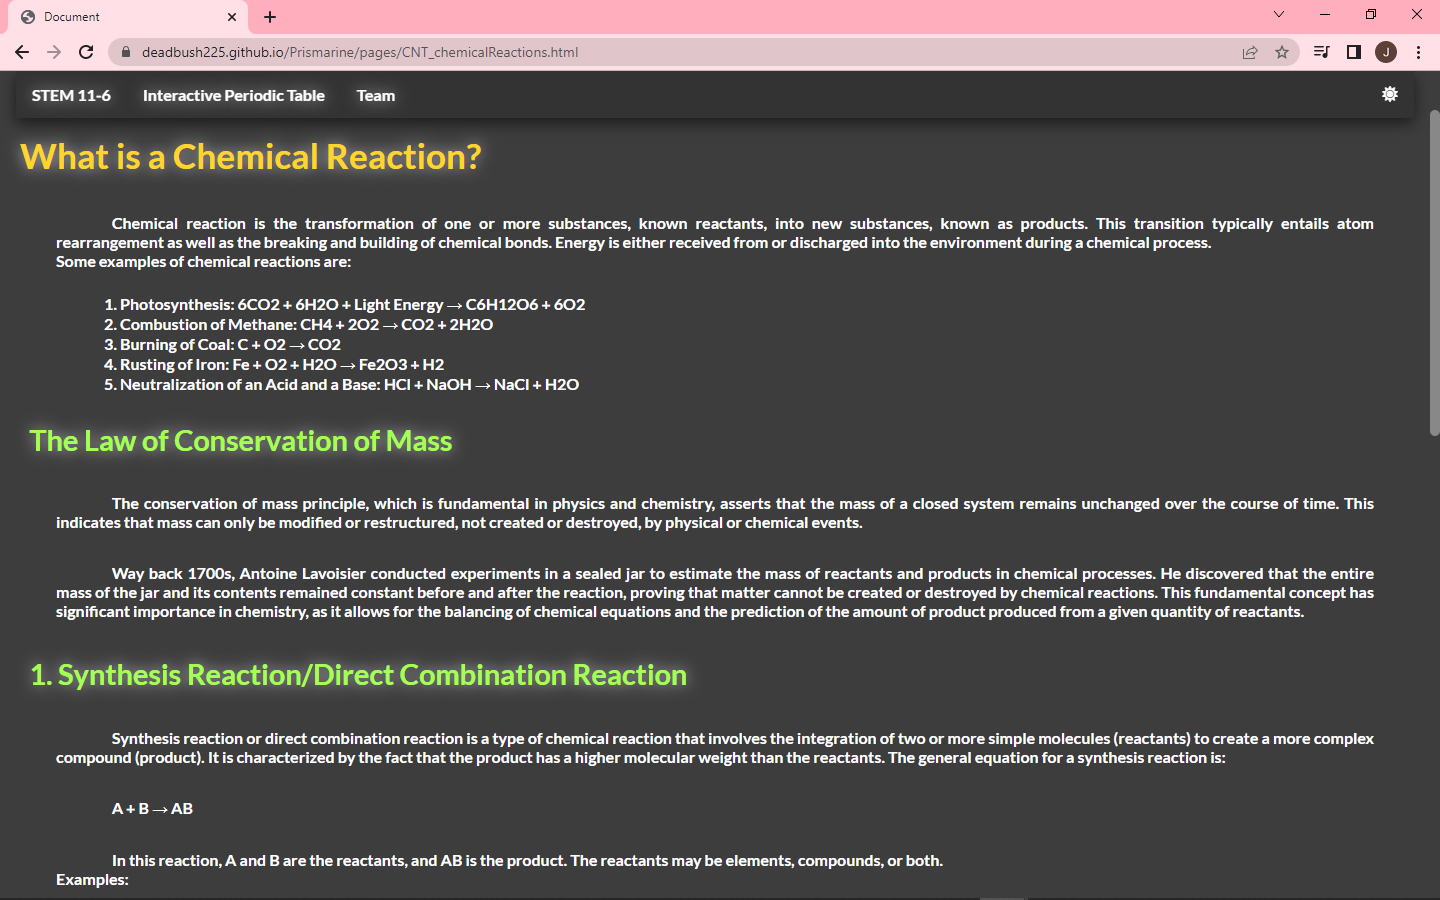 Document
deadbush225.github.io/Prismarine/pages/CNT_chemicalReactions.html
J
STEM 11-6 Interactive Periodic Table Team
What is a Chemical Reaction?
Chemical reaction is the transformation of one or more substances, known reactants, into new substances, known as products. This transition typically entails atom
rearrangement as well as the breaking and building of chemical bonds. Energy is either received from or discharged into the environment during a chemical process.
Some examples of chemical reactions are:
1. Photosynthesis: 6CO2 + 6H2O + Light Energy → C6H12O6 + 6O2
2. Combustion of Methane: CH4 + 2O2 → CO2 + 2H2O
3. Burning of Coal: C + O2 → CO2
4. Rusting of Iron: Fe + O2 + H2O → Fe2O3 + H2
5. Neutralization of an Acid and a Base: HCl + NaOH → NaCl + H2O
The Law of Conservation of Mass
The conservation of mass principle, which is fundamental in physics and chemistry, asserts that the mass of a closed system remains unchanged over the course of time. This
indicates that mass can only be modified or restructured, not created or destroyed, by physical or chemical events.
Way back 1700s, Antoine Lavoisier conducted experiments in a sealed jar to estimate the mass of reactants and products in chemical processes. He discovered that the entire
mass of the jar and its contents remained constant before and after the reaction, proving that matter cannot be created or destroyed by chemical reactions. This fundamental concept has
significant importance in chemistry, as it allows for the balancing of chemical equations and the prediction of the amount of product produced from a given quantity of reactants.
1. Synthesis Reaction/Direct Combination Reaction
Synthesis reaction or direct combination reaction is a type of chemical reaction that involves the integration of two or more simple molecules (reactants) to create a more complex
compound (product). It is characterized by the fact that the product has a higher molecular weight than the reactants. The general equation for a synthesis reaction is:
A + B → AB
In this reaction, A and B are the reactants, and AB is the product. The reactants may be elements, compounds, or both.
Examples: